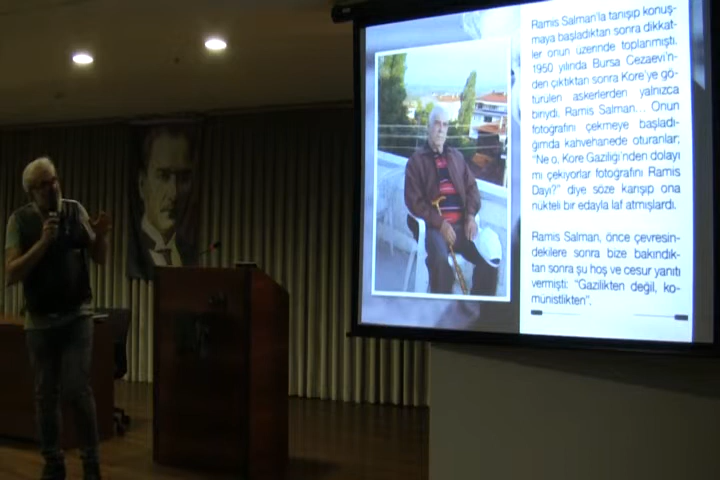 Ramis Salman'la tanışıp konuş-
maya başladıktan sonra dikkat-
ler onun üzerinde toplanmıştı.
1950 yılında Bursa Cezaevi'n-
den çıktıktan sonra Kore'ye gö-
türülen askerlerden yalnızca
biriydi. Ramis Salman... Onun
fotoğrafını çekmeye başladı-
ğımda kahvehanede oturanlar;
"Ne o, Kore Gaziliği'nden dolayı
mı çekiyorlar fotoğrafını Ramis
Dayı?" diye söze karışıp ona
nükteli bir edayla laf atmışlardı.
Ramis Salman, önce çevresin-
dekilere sonra bize bakındık-
tan sonra şu hoş ve cesur yanıtı
vermişti: "Gazilikten değil, ko-
münistlikten".